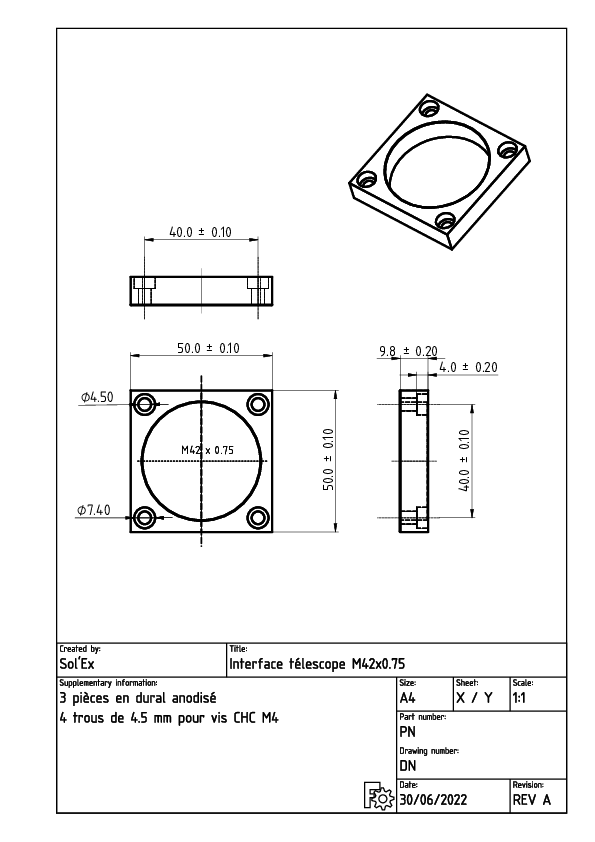 40.0 ± 0.10
50.0 ± 0.10
9.8 ± 0.20
4.0 ± 0.20
Ø4.50
M42 x 0.75
50.0 ± 0.10
40.0 ± 0.10
Ø7.40
Created by:
Sol'Ex
Title:
Interface télescope M42x0.75
Supplementary information:
3 pièces en dural anodisé
4 trous de 4.5 mm pour vis CHC M4
Size:
A4
Sheet:
X / Y
Scale:
1:1
Part number:
PN
Drawing number:
DN
Date:
30/06/2022
Revision:
REV A